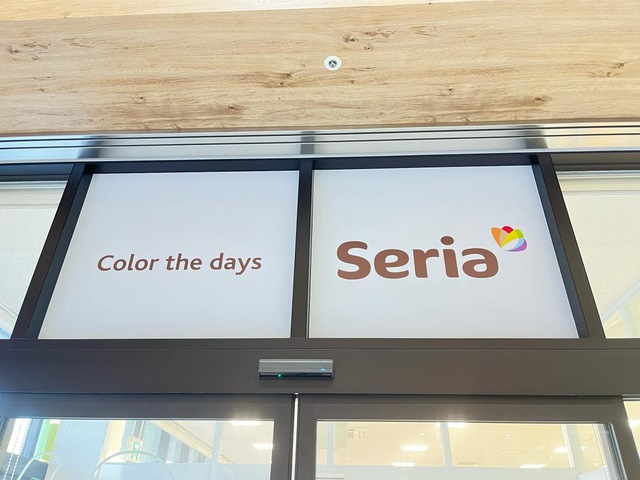 Color the days
Seria